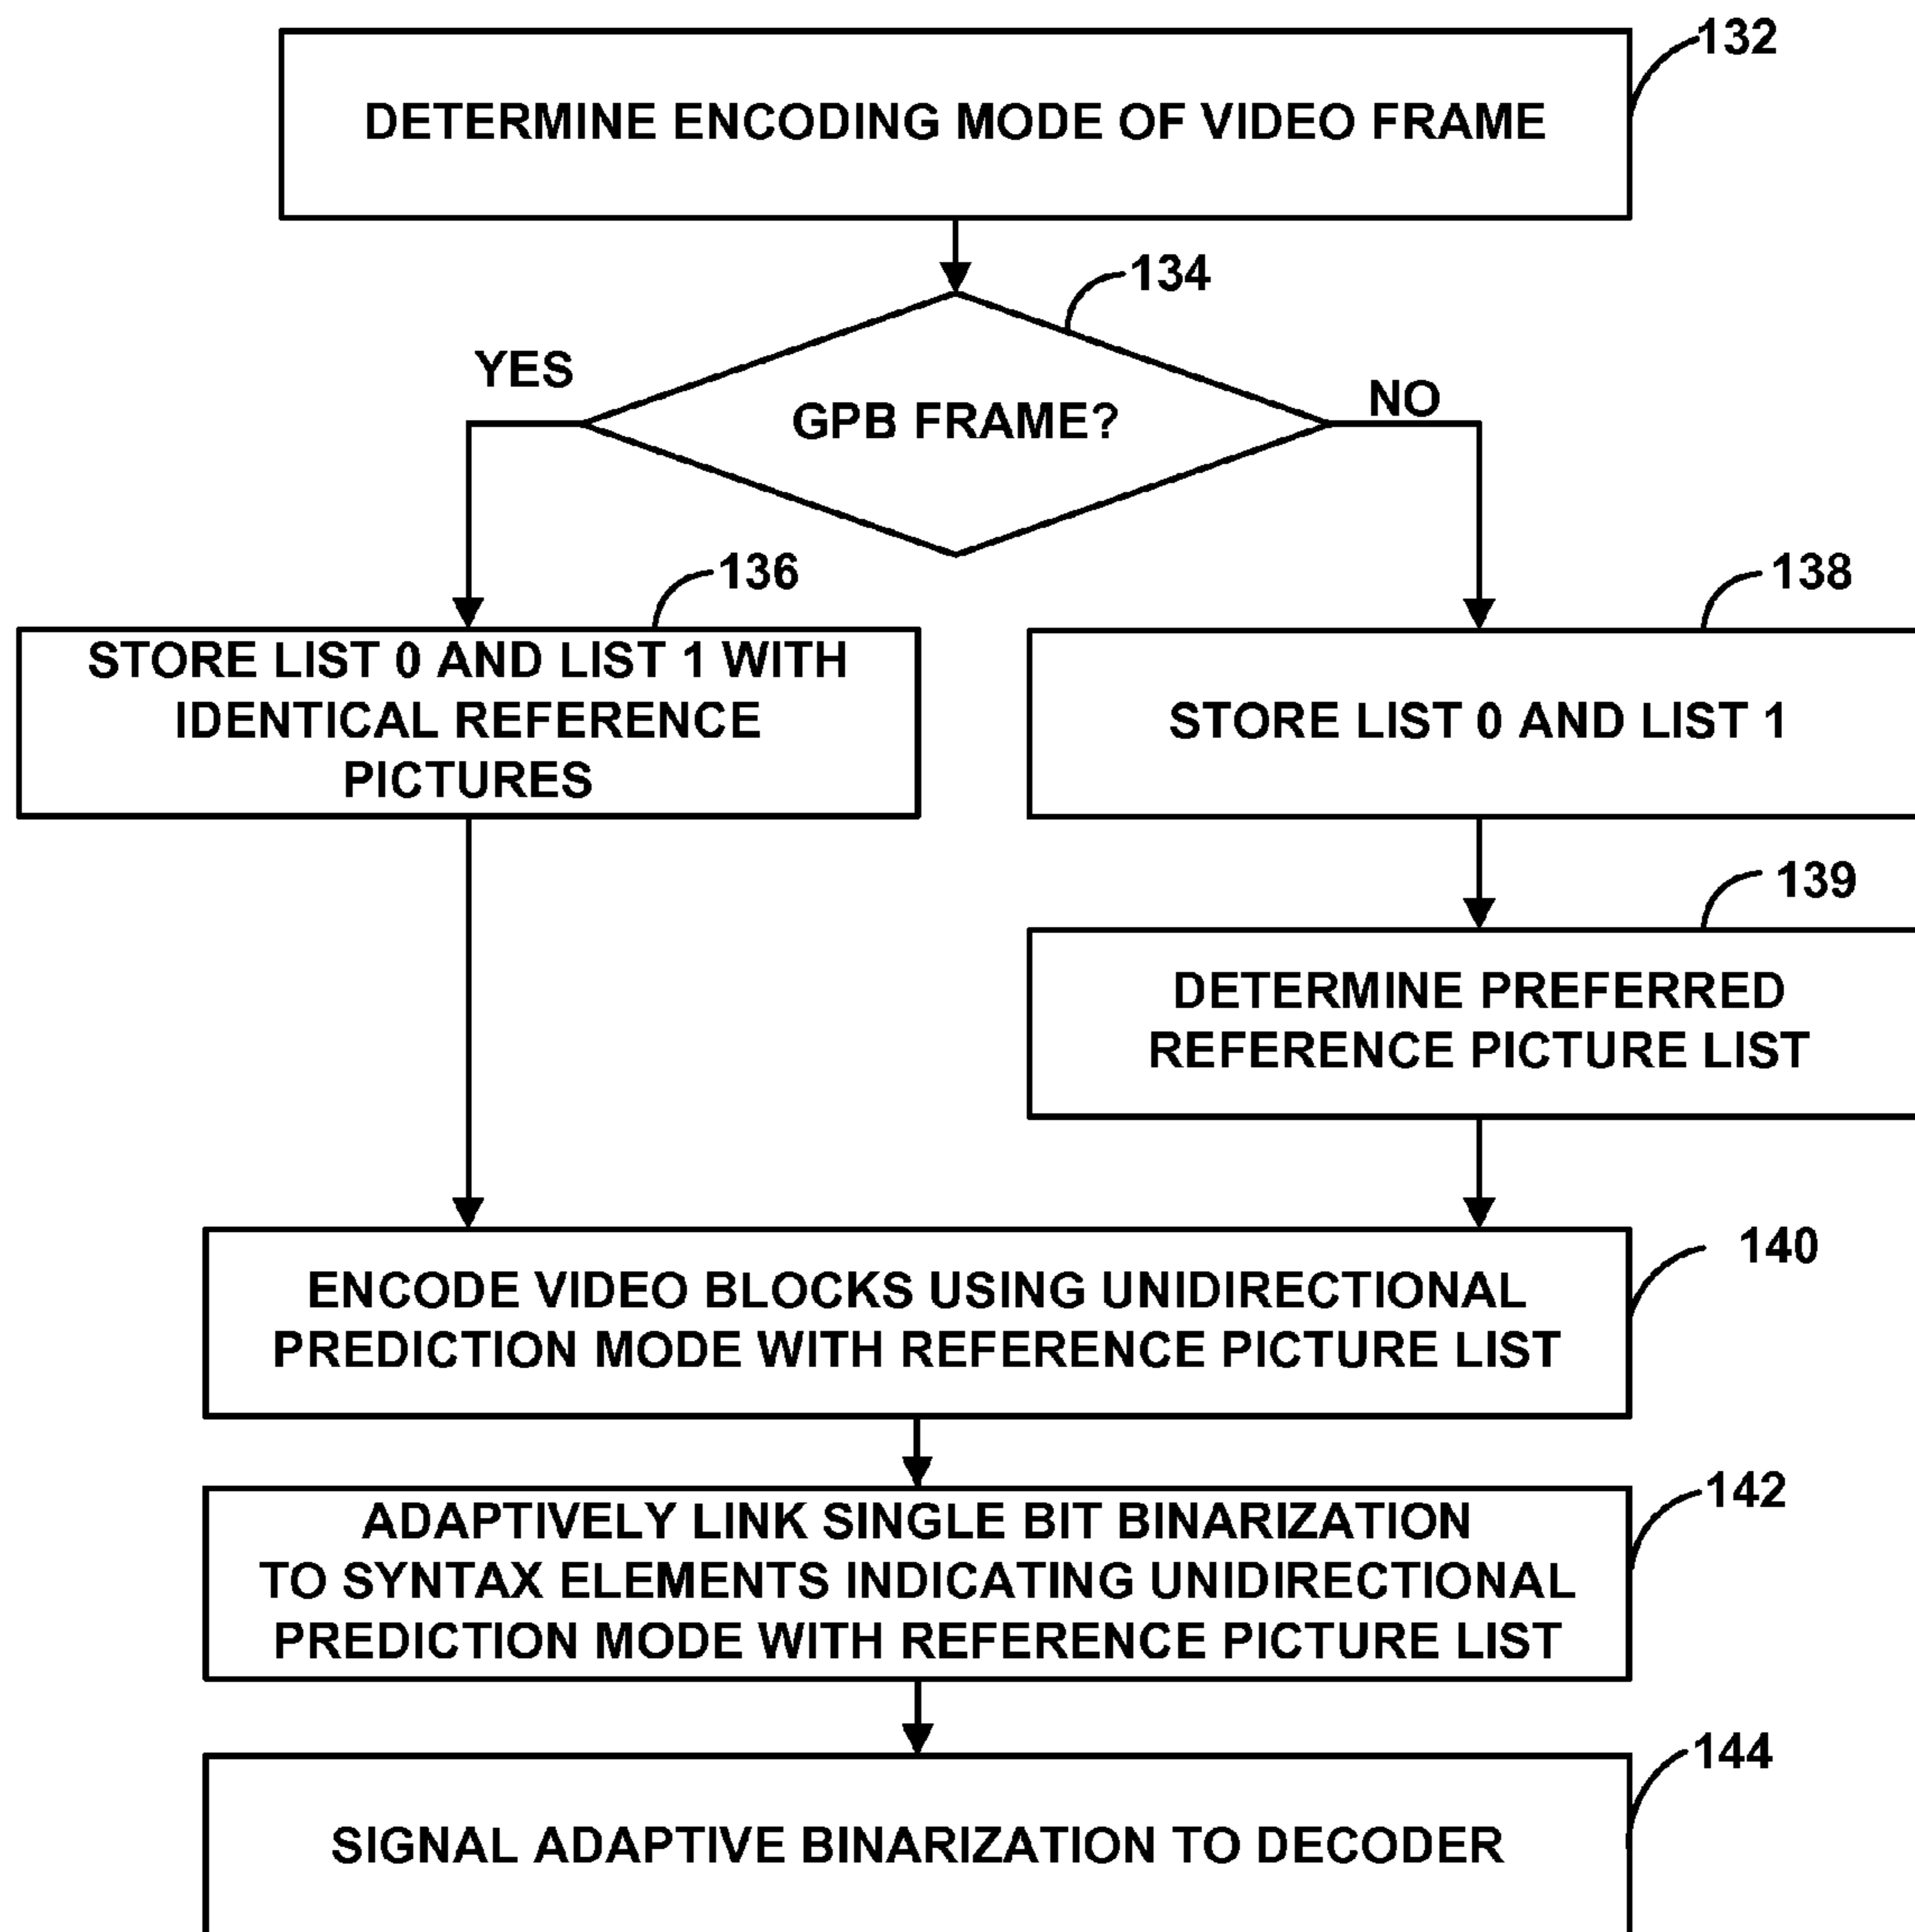 132
DETERMINE ENCODING MODE OF VIDEO FRAME
134
YES
GPB FRAME?
NO
136
138
STORE LIST 0 AND LIST 1 WITH
IDENTICAL REFERENCE
PICTURES
STORE LIST 0 AND LIST 1
139
DETERMINE PREFERRED
REFERENCE PICTURE LIST
140
ENCODE VIDEO BLOCKS USING UNIDIRECTIONAL
PREDICTION MODE WITH REFERENCE PICTURE LIST
142
ADAPTIVELY LINK SINGLE BIT BINARIZATION
TO SYNTAX ELEMENTS INDICATING UNIDIRECTIONAL
PREDICTION MODE WITH REFERENCE PICTURE LIST
144
SIGNAL ADAPTIVE BINARIZATION TO DECODER